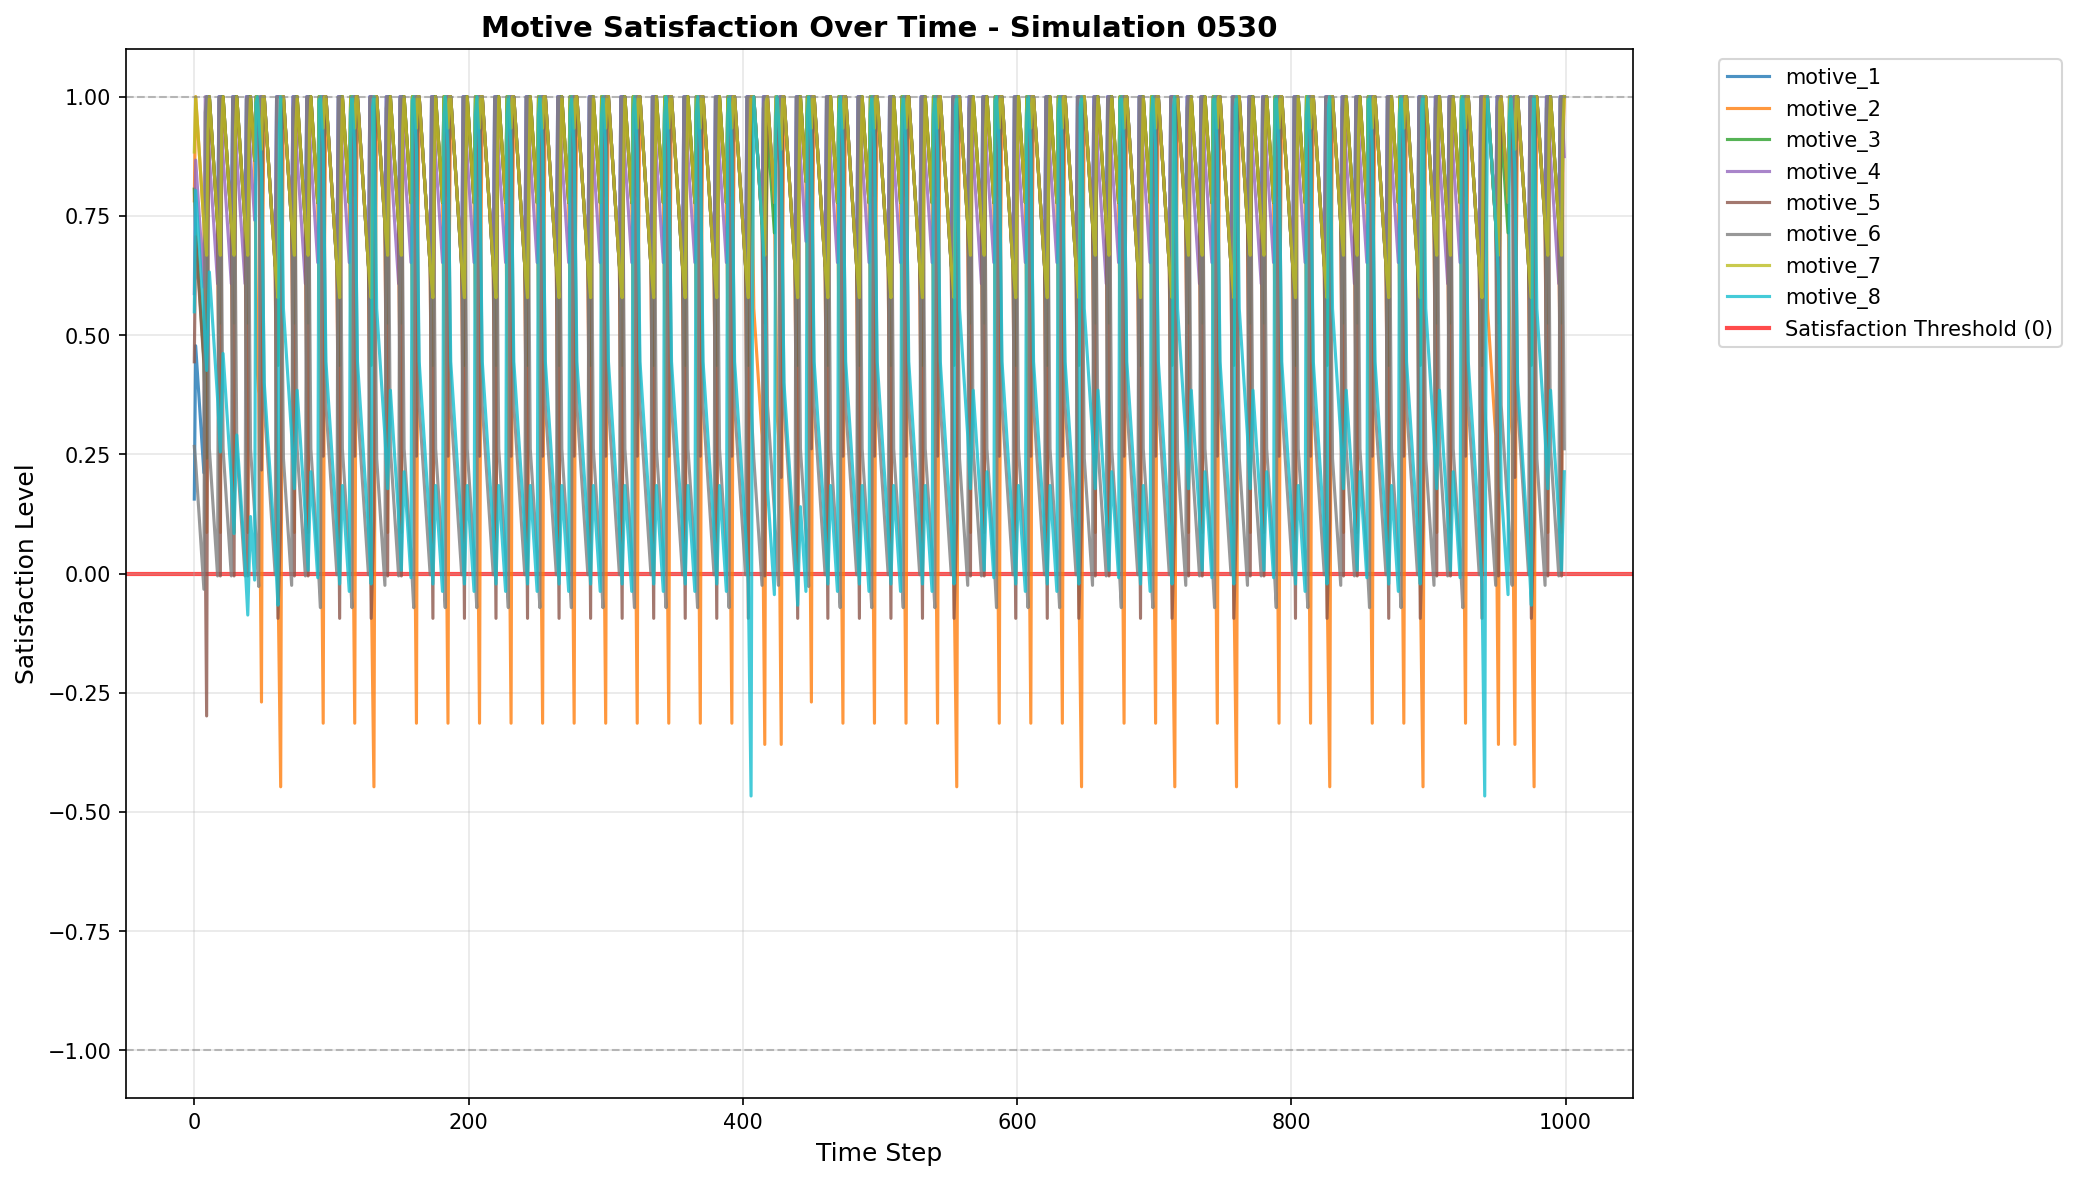 Motive Satisfaction Over Time - Simulation 0530
Satisfaction Level
1.00
0.75
0.50
0.25
0.00
−0.25
−0.50
−0.75
−1.00
0
200
400
600
800
1000
Time Step
motive_1
motive_2
motive_3
motive_4
motive_5
motive_6
motive_7
motive_8
Satisfaction Threshold (0)